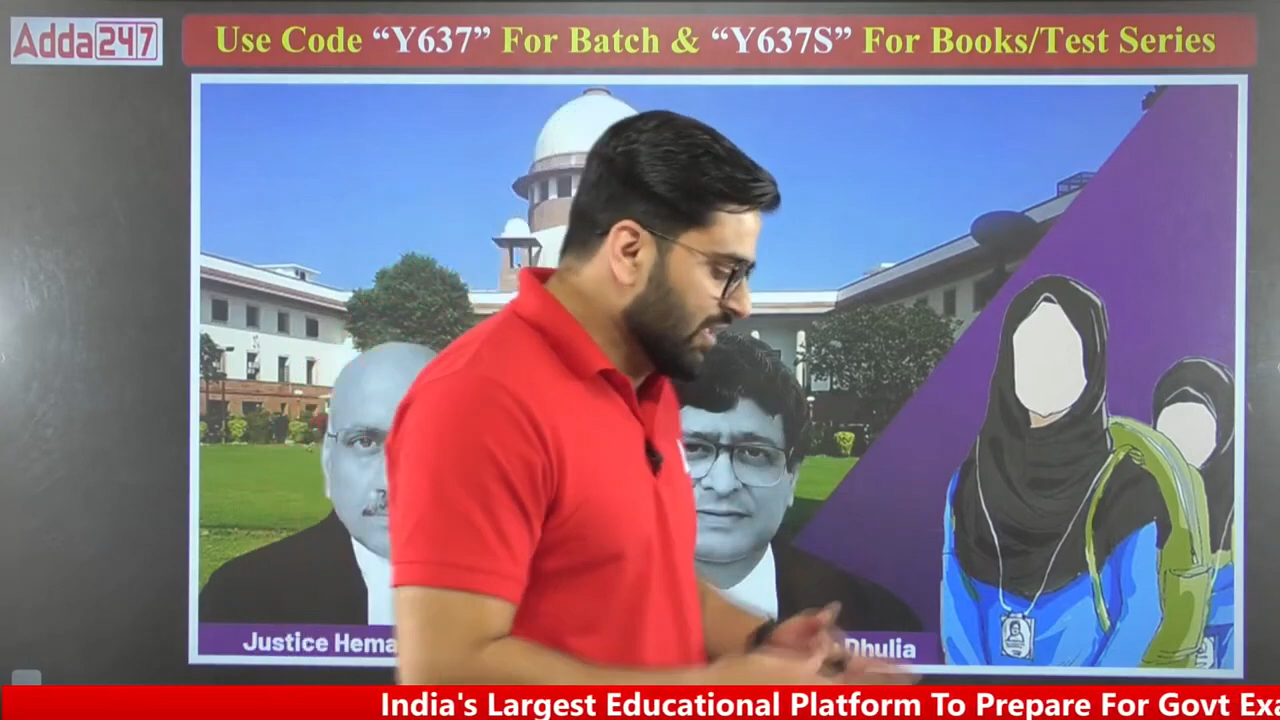 Adda247
Use Code “Y637” For Batch & “Y637S” For Books/Test Series
Justice Hema
Dhulia
India's Largest Educational Platform To Prepare For Govt Exa